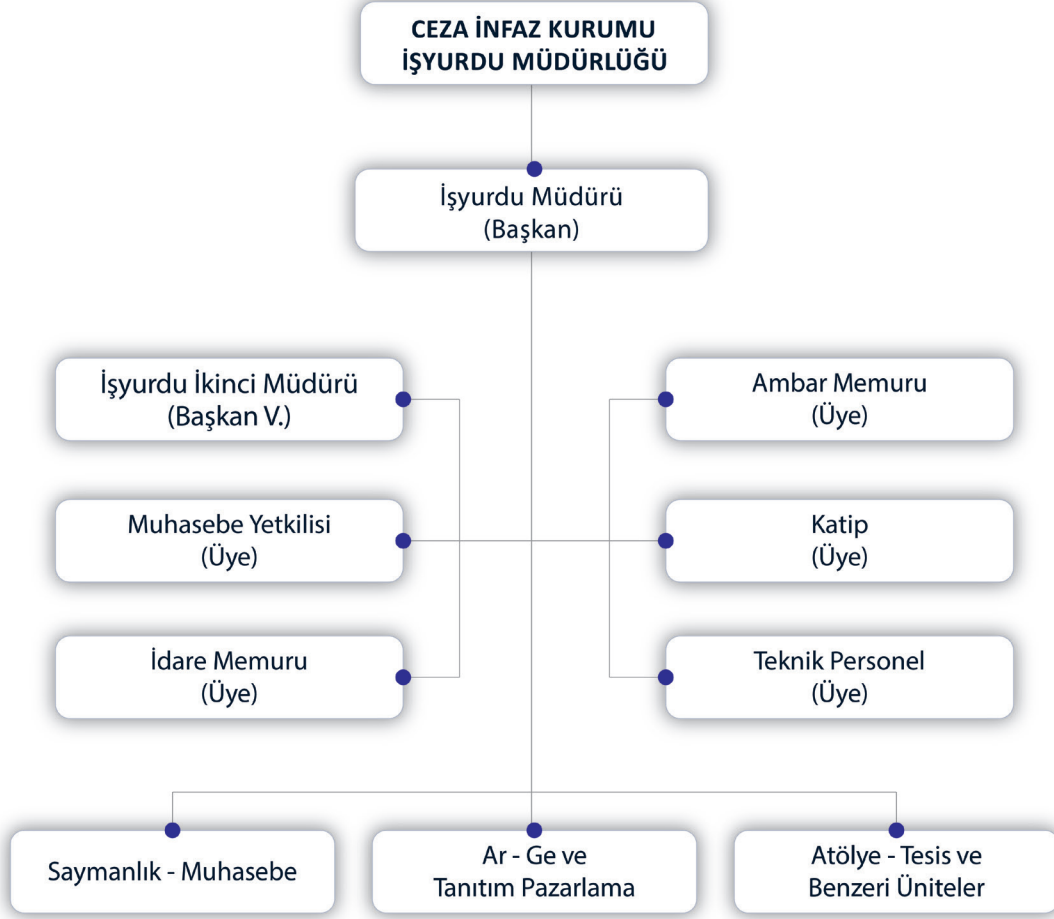 CEZA İNFAZ KURUMU
İŞYURDU MÜDÜRLÜĞÜ
İşyurdu Müdürü
(Başkan)
İşyurdu İkinci Müdürü
(Başkan V.)
Ambar Memuru
(Üye)
Muhasebe Yetkilisi
(Üye)
Katip
(Üye)
İdare Memuru
(Üye)
Teknik Personel
(Üye)
Saymanlık - Muhasebe
Ar - Ge ve
Tanıtım Pazarlama
Atölye - Tesis ve
Benzeri Üniteler